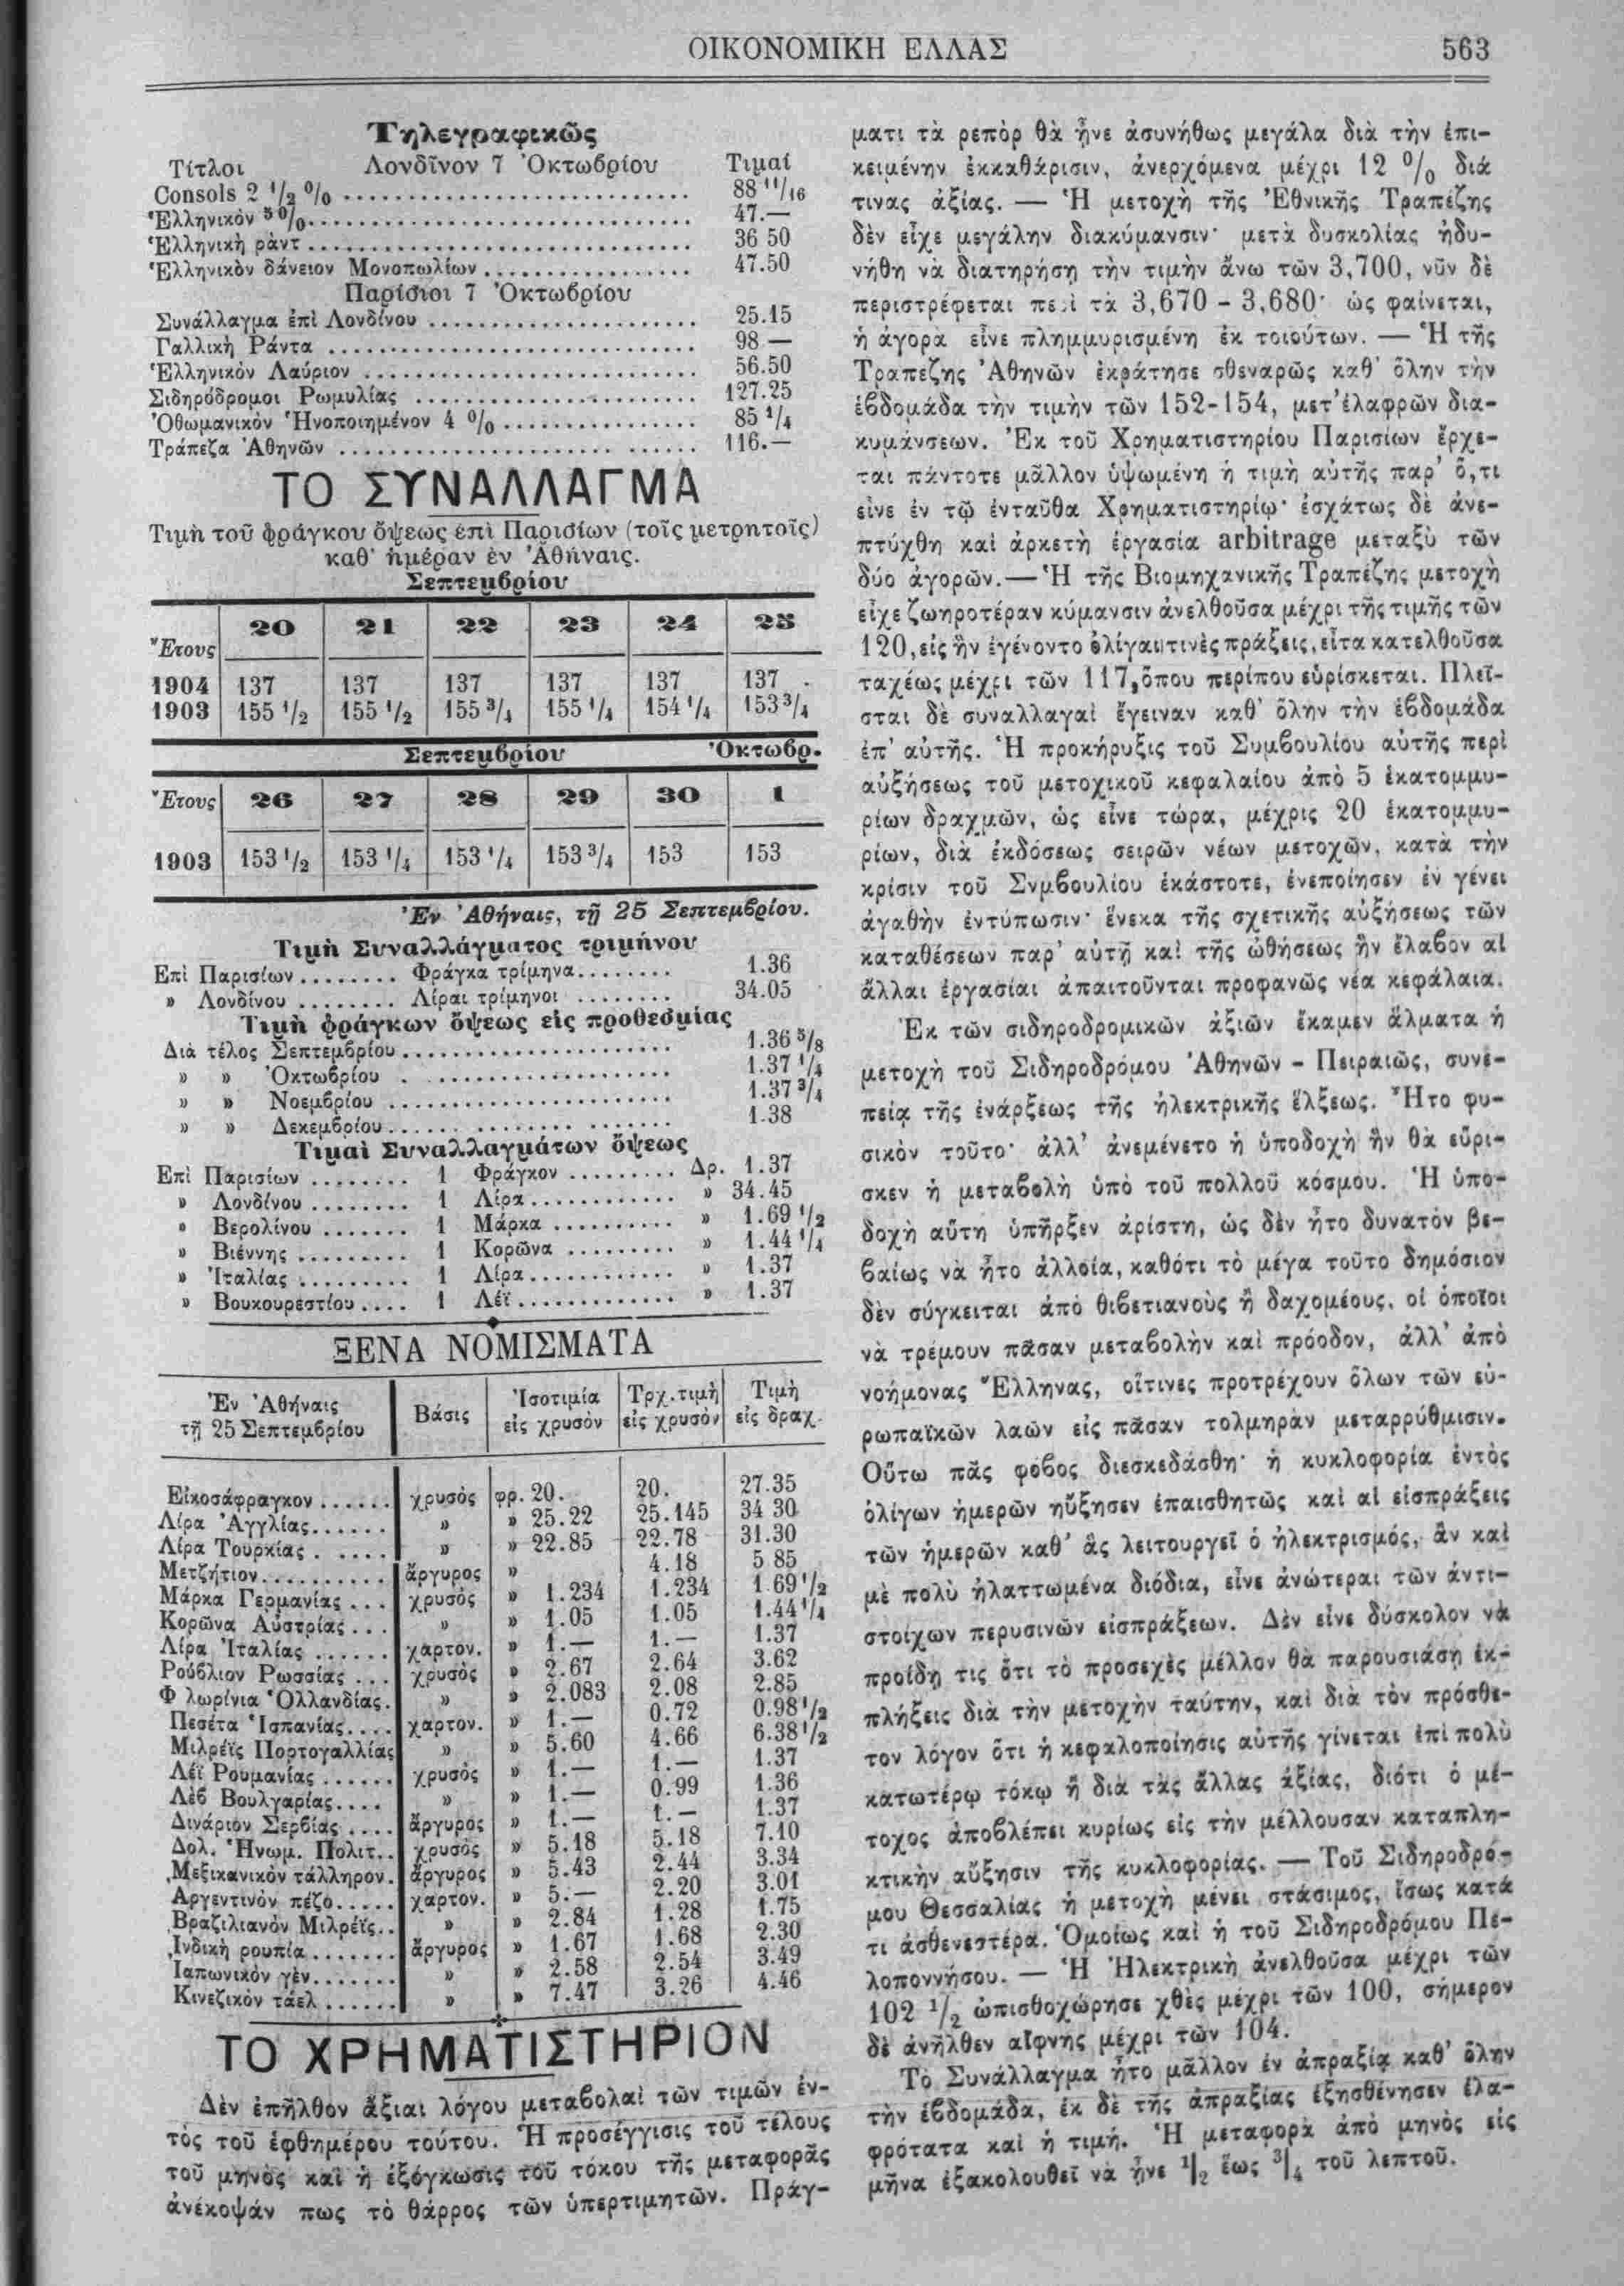 ΟΙΚΟΝΟΜΙΚΗ ΕΛΛΑΣ 563
Τηλεγραφικῶς
Τίτλοι Λονδῖνον 7 Ὀκτωβρίου Τιμαί
Consols 2 1/2 0/0 88 11/16
Ἑλληνικὸν 5 0/0 47.—
Ἑλληνικὴ ρὰντ 36 50
Ἑλληνικὸν δάνειον Μονοπωλίων 47.50
Παρίσιοι 7 Ὀκτωβρίου
Συνάλλαγμα ἐπὶ Λονδίνου 25.15
Γαλλικὴ Ράντα 98 —
Ἑλληνικὸν Λαύριον 56.50
Σιδηρόδρομοι Ρωμυλίας 127.25
Ὀθωμανικὸν Ἡνοποιημένον 4 0/0 85 1/4
Τράπεζα Ἀθηνῶν 116.—
ΤΟ ΣΥΝΑΛΛΑΓΜΑ
Τιμὴ τοῦ φράγκου ὄψεως ἐπὶ Παρισίων (τοῖς μετρητοῖς)
καθ' ἡμέραν ἐν Ἀθήναις.
Σεπτεμβρίου
Ἔτους 20 21 22 23 24 25
1904 137 137 137 137 137 137
1903 155 1/2 155 1/2 155 3/4 155 1/4 154 1/4 153 3/4
Σεπτεμβρίου Ὀκτωβρ.
Ἔτους 26 27 28 29 30 1
1903 153 1/2 153 1/4 153 1/4 153 3/4 153 153
Ἐν Ἀθήναις, τῇ 25 Σεπτεμβρίου.
Τιμὴ Συναλλάγματος τριμήνου
Ἐπὶ Παρισίων ........ Φράγκα τρίμηνα ........ 1.36
» Λονδίνου ........ Λίραι τρίμηνοι ........ 34.05
Τιμὴ φράγκων ὄψεως εἰς προθεσμίας
Διὰ τέλος Σεπτεμβρίου 1.36 5/8
» » Ὀκτωβρίου 1.37 1/4
» » Νοεμβρίου 1.37 3/4
» » Δεκεμβρίου 1.38
Τιμαὶ Συναλλαγμάτων ὄψεως
Ἐπὶ Παρισίων ........ 1 Φράγκον ........ Δρ. 1.37
» Λονδίνου ........ 1 Λίρα ........ » 34.45
» Βερολίνου ........ 1 Μάρκα ........ » 1.69 1/2
» Βιέννης ........ 1 Κορῶνα ........ » 1.44 1/4
» Ἰταλίας ........ 1 Λίρα ........ » 1.37
» Βουκουρεστίου .... 1 Λέϊ ........ » 1.37
ΞΕΝΑ ΝΟΜΙΣΜΑΤΑ
Ἐν Ἀθήναις τῇ 25 Σεπτεμβρίου Βάσις Ἰσοτιμία εἰς χρυσὸν Τρχ. τιμὴ εἰς χρυσὸν Τιμὴ εἰς δραχ.
Εἰκοσάφραγκον ...... χρυσὸς φρ. 20. 20. 27.35
Λίρα Ἀγγλίας ...... » » 25.22 25.145 34 30
Λίρα Τουρκίας ...... » » 22.85 22.78 31.30
Μετζήτιον ...... ἄργυρος » 4.18 5 85
Μάρκα Γερμανίας ... χρυσὸς » 1.234 1.234 1 69 1/2
Κορῶνα Αὐστρίας ... » » 1.05 1.05 1.44 1/4
Λίρα Ἰταλίας ...... χαρτον. » 1.— 1.— 1.37
Ρούβλιον Ρωσσίας ... χρυσὸς » 2.67 2.64 3.62
Φλωρίνια Ὁλλανδίας. » » 2.083 2.08 2.85
Πεσέτα Ἱσπανίας.... χαρτον. » 1.— 0.72 0.98 1/2
Μιλρέϊς Πορτογαλλίας » » 5.60 4.66 6.38 1/2
Λέϊ Ρουμανίας ...... χρυσὸς » 1.— 1.— 1.37
Λὲβ Βουλγαρίας.... » » 1.— 0.99 1.36
Δινάριον Σερβίας .... ἄργυρος » 1.— 1.— 1.37
Δολ. Ἡνωμ. Πολιτ.. χρυσὸς » 5.18 5.18 7.10
Μεξικανικὸν τάλληρον. ἄργυρος » 5.43 2.44 3.34
Αργεντινὸν πέζο..... χαρτον. » 5.— 2.20 3.01
Βραζιλιανὸν Μιλρέϊς.. » » 2.84 1.28 1.75
Ἰνδικὴ ρουπία ....... ἄργυρος » 1.67 1.68 2.30
Ἰαπωνικὸν γὲν....... » » 2.58 2.54 3.49
Κινεζικὸν τάελ ...... » » 7.47 3.26 4.46
ΤΟ ΧΡΗΜΑΤΙΣΤΗΡΙΟΝ
Δὲν ἐπῆλθον ἄξιαι λόγου μεταβολαὶ τῶν τιμῶν ἐν-
τὸς τοῦ ἑφθημέρου τούτου. Ἡ προσέγγισις τοῦ τέλους
τοῦ μηνὸς καὶ ἡ ἐξόγκωσις τοῦ τόκου τῆς μεταφορᾶς
ἀνέκοψάν πως τὸ θάρρος τῶν ὑπερτιμητῶν. Πράγ-
ματι τὰ ρεπὸρ θὰ ᾖνε ἀσυνήθως μεγάλα διὰ τὴν ἐπι-
κειμένην ἐκκαθάρισιν, ἀνερχόμενα μέχρι 12 0/0 διά
τινας ἀξίας. — Ἡ μετοχὴ τῆς Ἐθνικῆς Τραπέζης
δὲν εἶχε μεγάλην διακύμανσιν· μετὰ δυσκολίας ἠδυ-
νήθη νὰ διατηρήσῃ τὴν τιμὴν ἄνω τῶν 3,700, νῦν δὲ
περιστρέφεται περὶ τὰ 3,670 - 3,680· ὡς φαίνεται,
ἡ ἀγορὰ εἶνε πλημμυρισμένη ἐκ τοιούτων. — Ἡ τῆς
Τραπέζης Ἀθηνῶν ἐκράτησε σθεναρῶς καθ' ὅλην τὴν
ἑβδομάδα τὴν τιμὴν τῶν 152-154, μετ' ἐλαφρῶν δια-
κυμάνσεων. Ἐκ τοῦ Χρηματιστηρίου Παρισίων ἔρχε-
ται πάντοτε μᾶλλον ὑψωμένη ἡ τιμὴ αὐτῆς παρ' ὅ,τι
εἶνε ἐν τῷ ἐνταῦθα Χρηματιστηρίῳ· ἐσχάτως δὲ ἀνε-
πτύχθη καὶ ἀρκετὴ ἐργασία arbitrage μεταξὺ τῶν
δύο ἀγορῶν.— Ἡ τῆς Βιομηχανικῆς Τραπέζης μετοχὴ
εἶχε ζωηροτέραν κύμανσιν ἀνελθοῦσα μέχρι τῆς τιμῆς τῶν
120, εἰς ἣν ἐγένοντο ὀλίγαι τινὲς πράξεις, εἶτα κατελθοῦσα
ταχέως μέχρι τῶν 117, ὅπου περίπου εὑρίσκεται. Πλεῖ-
σται δὲ συναλλαγαὶ ἔγειναν καθ' ὅλην τὴν ἑβδομάδα
ἐπ' αὐτῆς. Ἡ προκήρυξις τοῦ Συμβουλίου αὐτῆς περὶ
αὐξήσεως τοῦ μετοχικοῦ κεφαλαίου ἀπὸ 5 ἑκατομμυ-
ρίων δραχμῶν, ὡς εἶνε τώρα, μέχρις 20 ἑκατομμυ-
ρίων, διὰ ἐκδόσεως σειρῶν νέων μετοχῶν, κατὰ τὴν
κρίσιν τοῦ Συμβουλίου ἑκάστοτε, ἐνεποίησεν ἐν γένει
ἀγαθὴν ἐντύπωσιν· ἕνεκα τῆς σχετικῆς αὐξήσεως τῶν
καταθέσεων παρ' αὐτῇ καὶ τῆς ὠθήσεως ἣν ἔλαβον αἱ
ἄλλαι ἐργασίαι ἀπαιτοῦνται προφανῶς νέα κεφάλαια.
Ἐκ τῶν σιδηροδρομικῶν ἀξιῶν ἔκαμεν ἅλματα ἡ
μετοχὴ τοῦ Σιδηροδρόμου Ἀθηνῶν - Πειραιῶς, συνε-
πείᾳ τῆς ἐνάρξεως τῆς ἠλεκτρικῆς ἕλξεως. Ἦτο φυ-
σικὸν τοῦτο· ἀλλ' ἀνεμένετο ἡ ὑποδοχὴ ἣν θὰ εὕρι-
σκεν ἡ μεταβολὴ ὑπὸ τοῦ πολλοῦ κόσμου. Ἡ ὑπο-
δοχὴ αὕτη ὑπῆρξεν ἀρίστη, ὡς δὲν ἦτο δυνατὸν βε-
βαίως νὰ ἦτο ἀλλοία, καθότι τὸ μέγα τοῦτο δημόσιον
δὲν σύγκειται ἀπὸ θιβετιανοὺς ἢ δαχομέους, οἱ ὁποῖοι
νὰ τρέμουν πᾶσαν μεταβολὴν καὶ πρόοδον, ἀλλ' ἀπὸ
νοήμονας Ἕλληνας, οἵτινες προτρέχουν ὅλων τῶν εὐ-
ρωπαϊκῶν λαῶν εἰς πᾶσαν τολμηρὰν μεταρρύθμισιν.
Οὕτω πᾶς φόβος διεσκεδάσθη· ἡ κυκλοφορία ἐντὸς
ὀλίγων ἡμερῶν ηὔξησεν ἐπαισθητῶς καὶ αἱ εἰσπράξεις
τῶν ἡμερῶν καθ' ἃς λειτουργεῖ ὁ ἠλεκτρισμός, ἂν καὶ
μὲ πολὺ ἠλαττωμένα διόδια, εἶνε ἀνώτεραι τῶν ἀντι-
στοίχων περυσινῶν εἰσπράξεων. Δὲν εἶνε δύσκολον νὰ
προίδῃ τις ὅτι τὸ προσεχὲς μέλλον θὰ παρουσιάσῃ ἐκ-
πλήξεις διὰ τὴν μετοχὴν ταύτην, καὶ διὰ τὸν πρόσθε-
τον λόγον ὅτι ἡ κεφαλοποίησις αὐτῆς γίνεται ἐπὶ πολὺ
κατωτέρῳ τόκῳ ἢ διὰ τὰς ἄλλας ἀξίας, διότι ὁ μέ-
τοχος ἀποβλέπει κυρίως εἰς τὴν μέλλουσαν καταπλη-
κτικὴν αὔξησιν τῆς κυκλοφορίας. — Τοῦ Σιδηροδρό-
μου Θεσσαλίας ἡ μετοχὴ μένει στάσιμος, ἴσως κατά
τι ἀσθενεστέρα. Ὁμοίως καὶ ἡ τοῦ Σιδηροδρόμου Πε-
λοποννήσου. — Ἡ Ἠλεκτρικὴ ἀνελθοῦσα μέχρι τῶν
102 1/2 ὠπισθοχώρησε χθὲς μέχρι τῶν 100, σήμερον
δὲ ἀνῆλθεν αἴφνης μέχρι τῶν 104.
Τὸ Συνάλλαγμα ἦτο μᾶλλον ἐν ἀπραξίᾳ καθ' ὅλην
τὴν ἑβδομάδα, ἐκ δὲ τῆς ἀπραξίας ἐξησθένησεν ἐλα-
φρότατα καὶ ἡ τιμή. Ἡ μεταφορὰ ἀπὸ μηνὸς εἰς
μῆνα ἐξακολουθεῖ νὰ ᾖνε 1/2 ἕως 3/4 τοῦ λεπτοῦ.